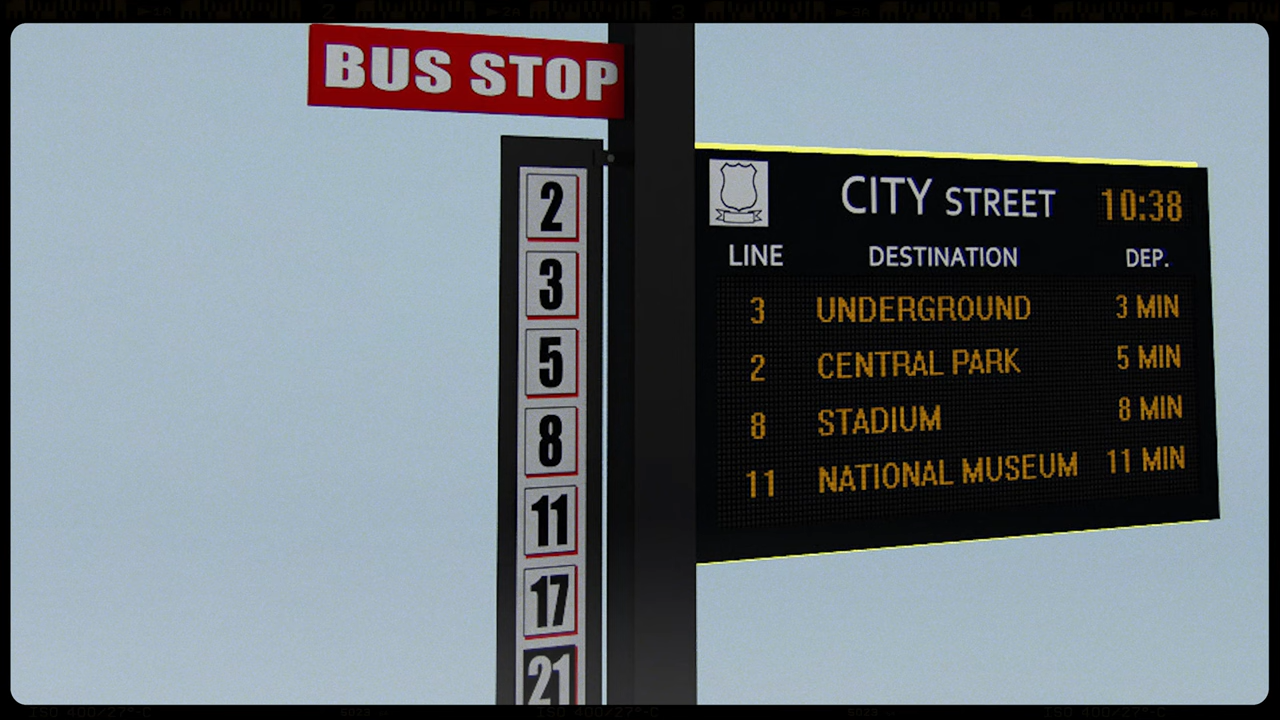 BUS STOP
2
3
5
8
11
17
21
CITY STREET 10:38
LINE DESTINATION DEP.
3 UNDERGROUND 3 MIN
2 CENTRAL PARK 5 MIN
8 STADIUM 8 MIN
11 NATIONAL MUSEUM 11 MIN